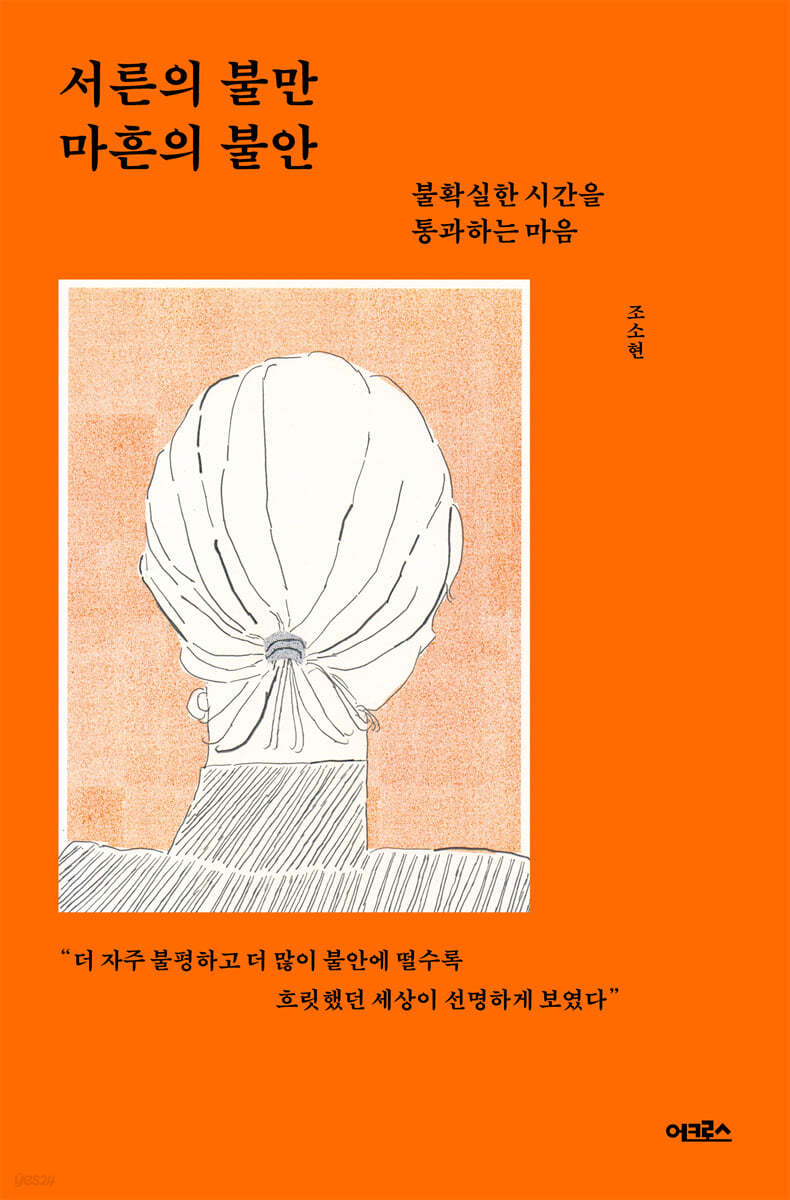 서른의 불만
마흔의 불안
불확실한 시간을
통과하는 마음
조소현
“더 자주 불평하고 더 많이 불안에 떨수록
흐릿했던 세상이 선명하게 보였다”
어크로스
yes24